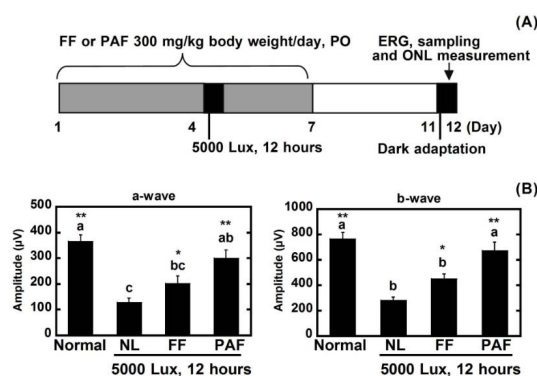 (A)
FF or PAF 300 mg/kg body weight/day, PO
ERG, sampling
and ONL measurement
1 4 7 11 12 (Day)
5000 Lux, 12 hours
Dark adaptation
(B)
a-wave
Amplitude (μV)
500
400
300
200
100
0
**
a
c
*
bc
**
ab
Normal NL FF PAF
5000 Lux, 12 hours
b-wave
Amplitude (μV)
1000
800
600
400
200
0
**
a
b
*
b
**
a
Normal NL FF PAF
5000 Lux, 12 hours